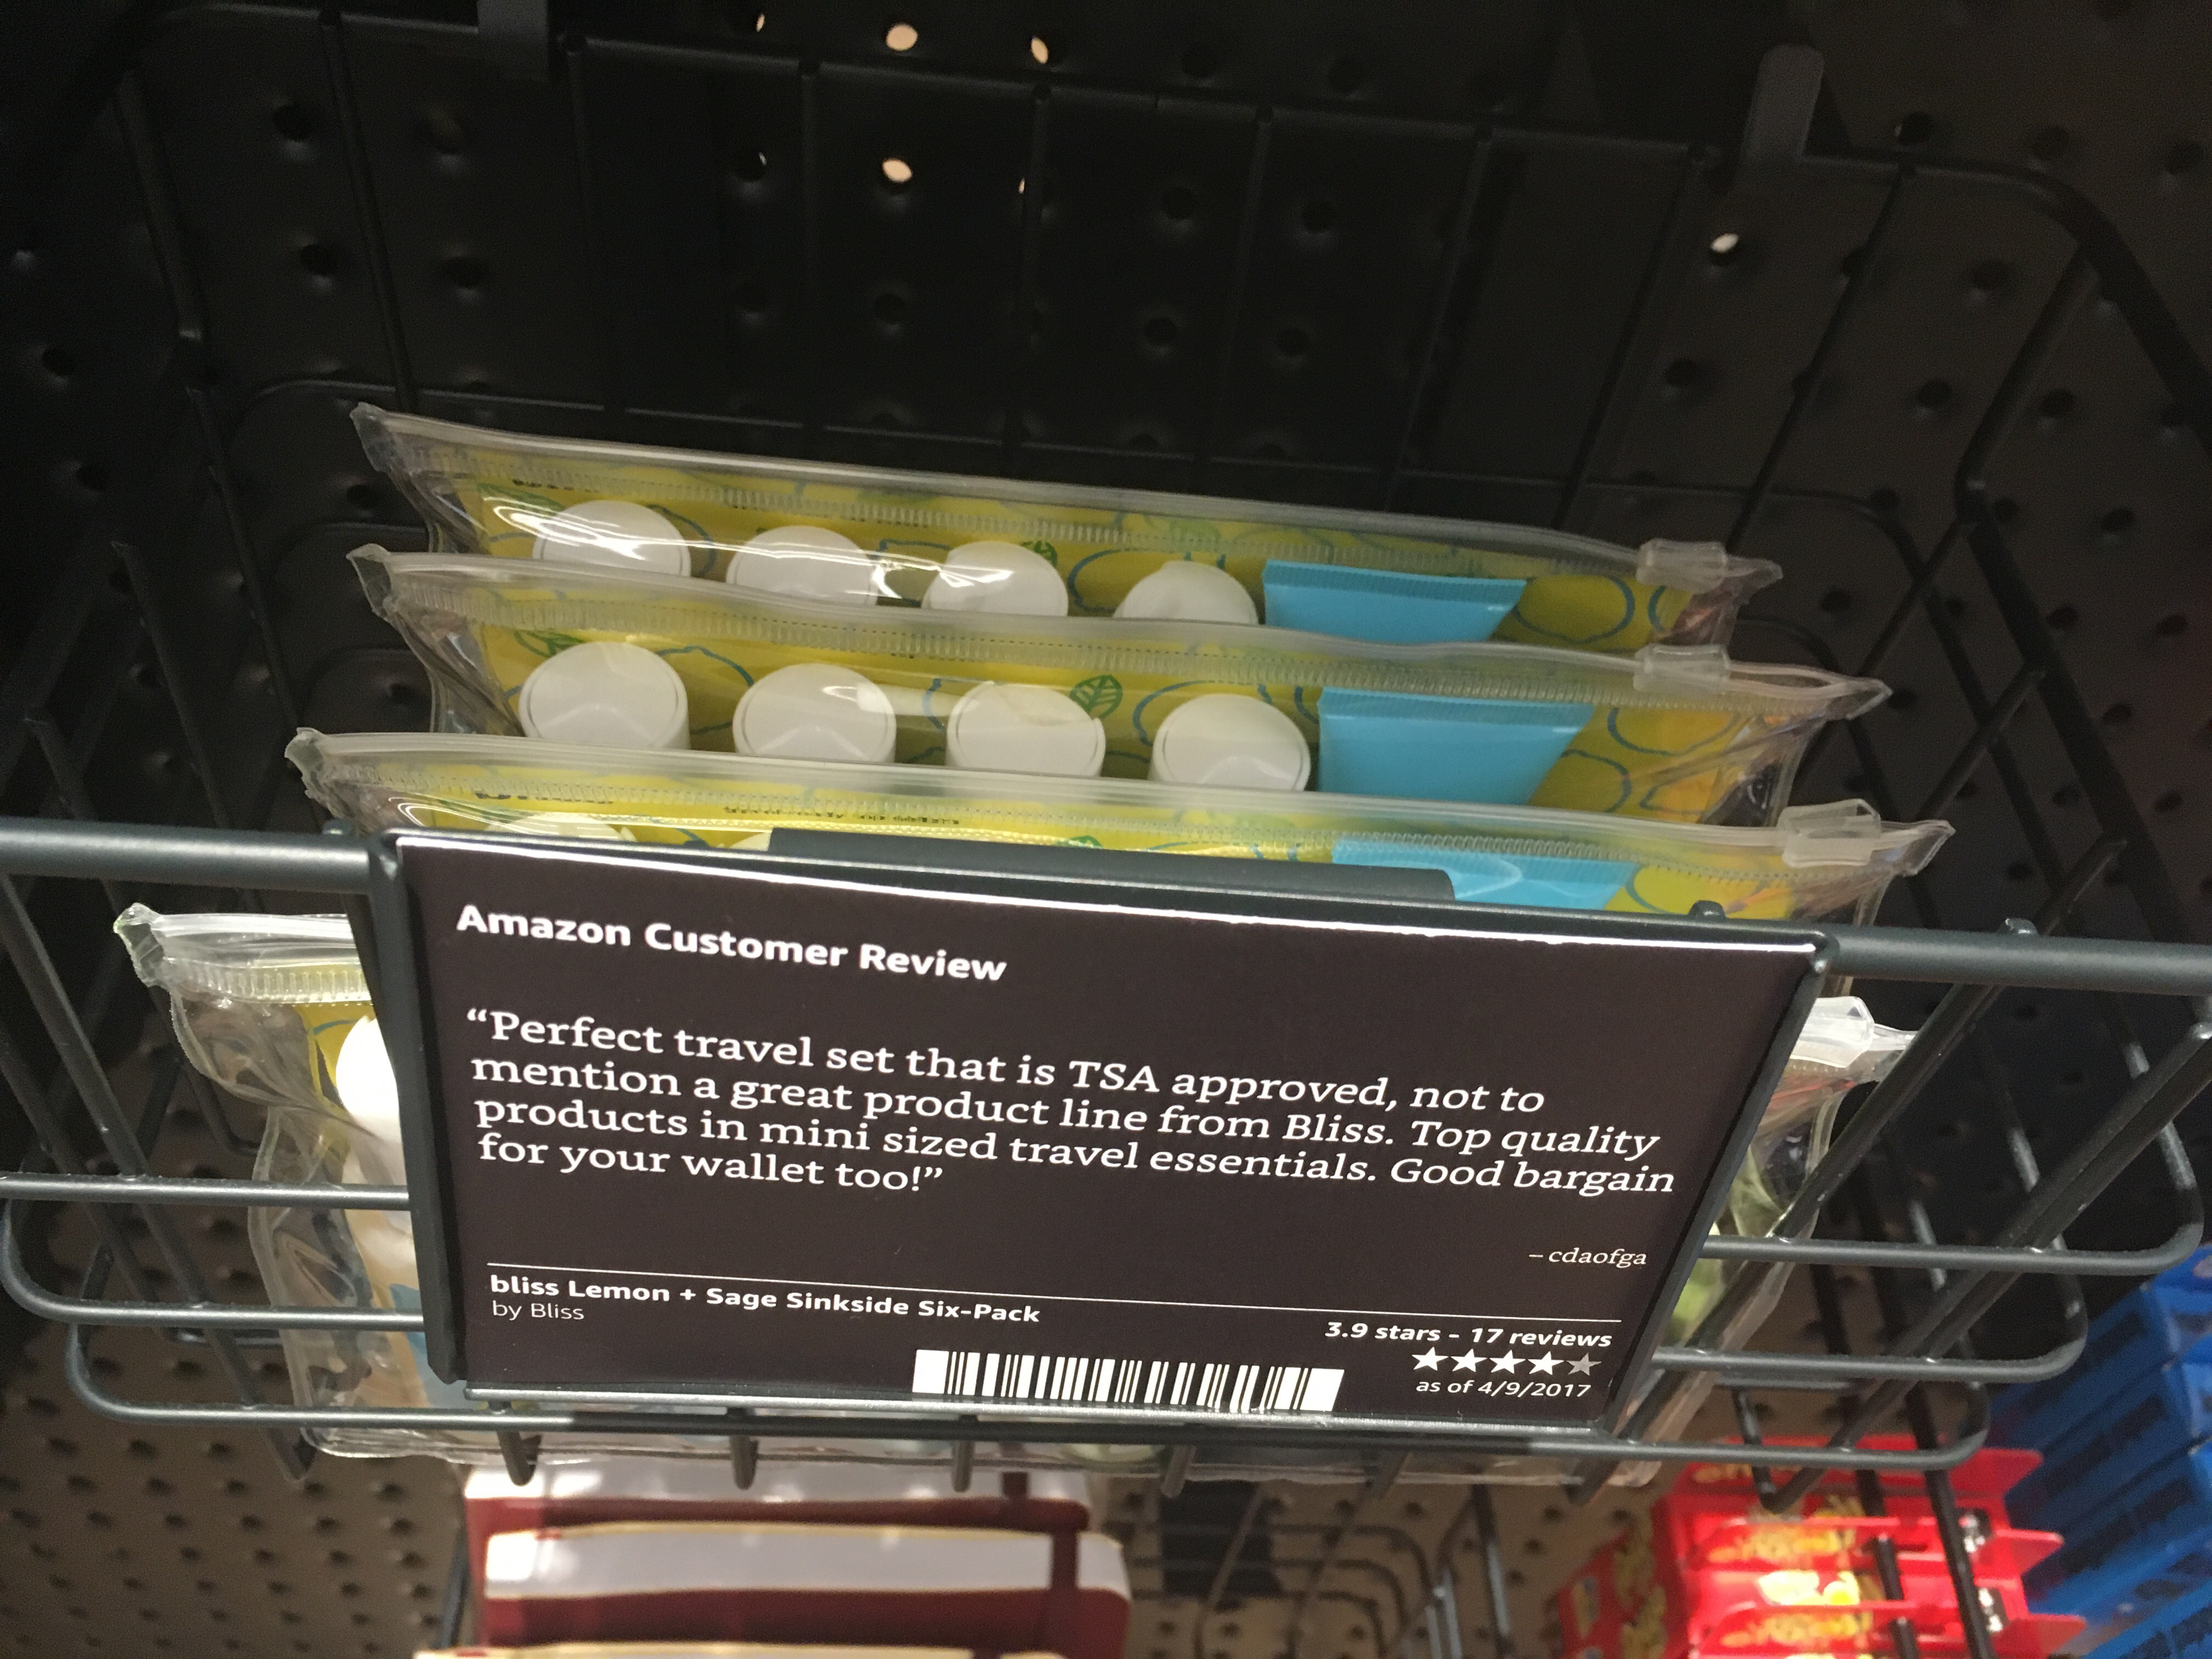 Amazon Customer Review
“Perfect travel set that is TSA approved, not to
mention a great product line from Bliss. Top quality
products in mini sized travel essentials. Good bargain
for your wallet too!”
– cdaofga
bliss Lemon + Sage Sinkside Six-Pack
by Bliss
3.9 stars - 17 reviews
as of 4/9/2017